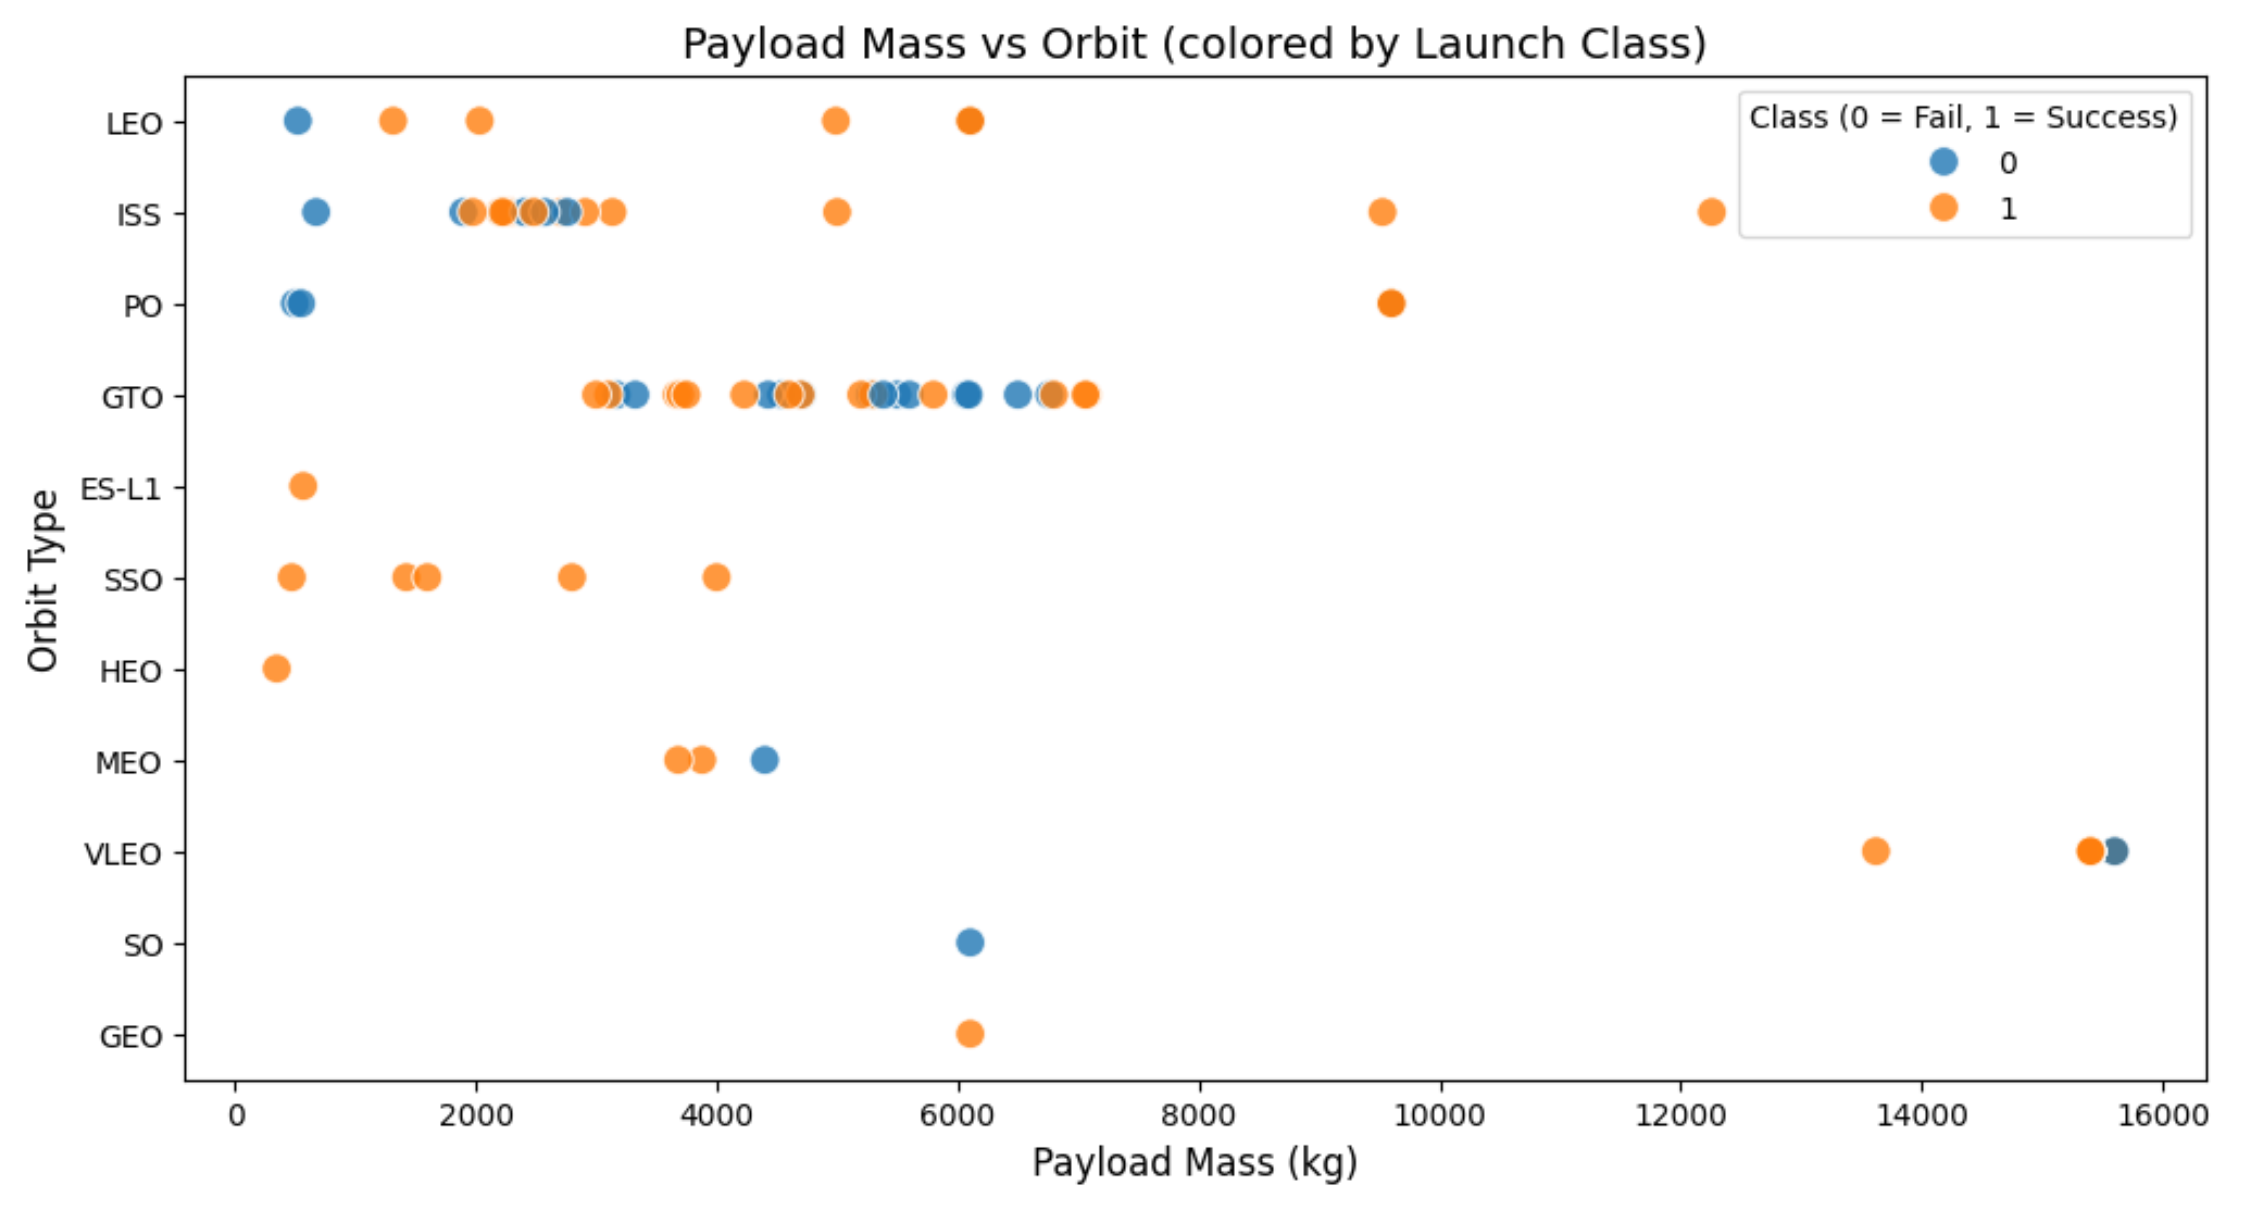 Payload Mass vs Orbit (colored by Launch Class)
Class (0 = Fail, 1 = Success)
0
1
Orbit Type
LEO
ISS
PO
GTO
ES-L1
SSO
HEO
MEO
VLEO
SO
GEO
0 2000 4000 6000 8000 10000 12000 14000 16000
Payload Mass (kg)